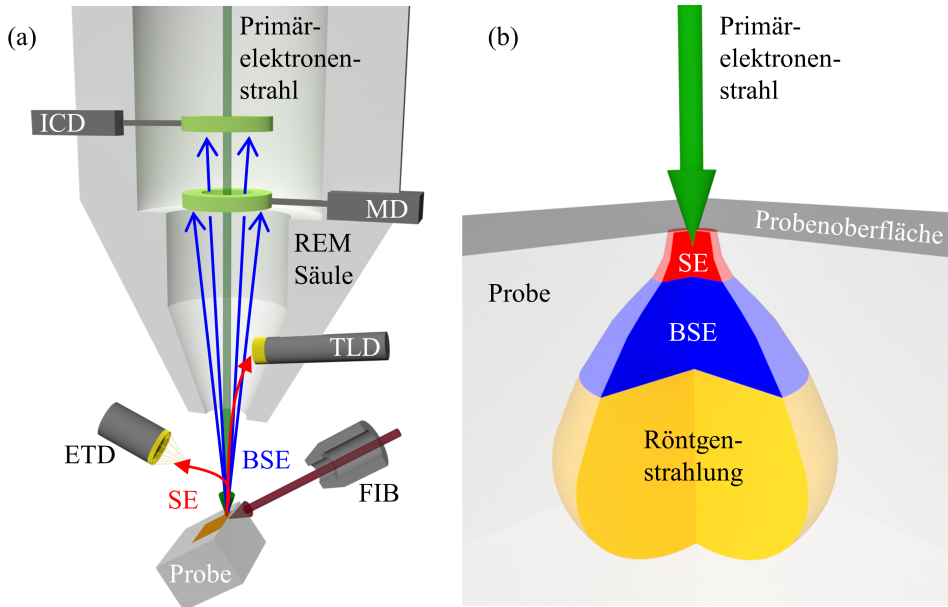 (a)
Primär-
elektronen-
strahl
ICD
MD
REM
Säule
TLD
ETD
BSE
SE
FIB
Probe
(b)
Primär-
elektronen-
strahl
Probenoberfläche
SE
Probe
BSE
Röntgen-
strahlung